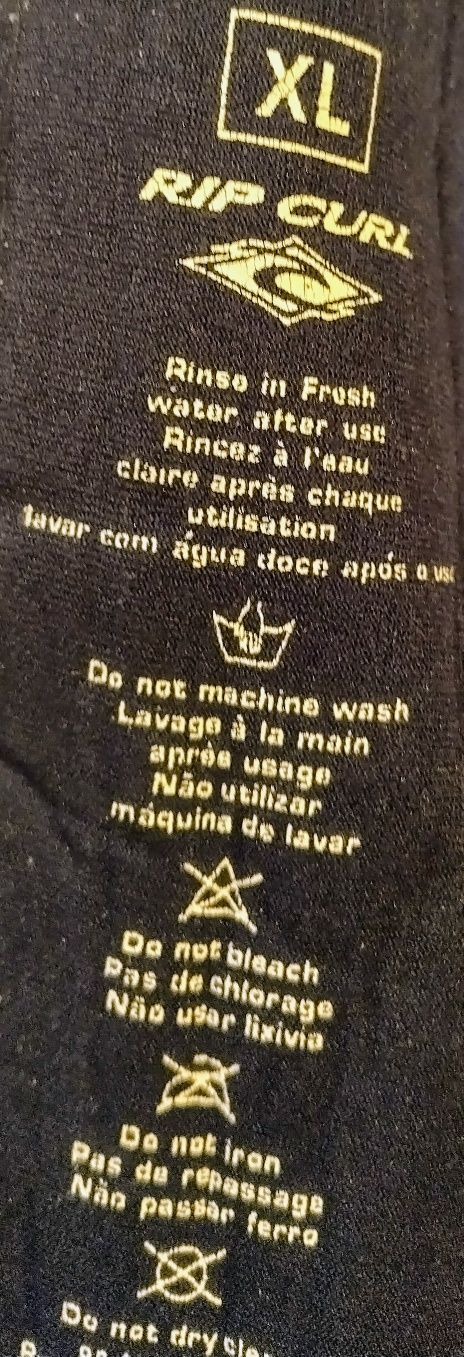 XL
RIP CURL
Rinse in Fresh
water after use
Rincez à l'eau
claire après chaque
utilisation
lavar com água doce após o uso
Do not machine wash
Lavage à la main
après usage
Não utilizar
máquina de lavar
Do not bleach
Pas de chlorage
Não usar lixivia
Do not iron
Pas de repassage
Não passar ferro
Do not dry